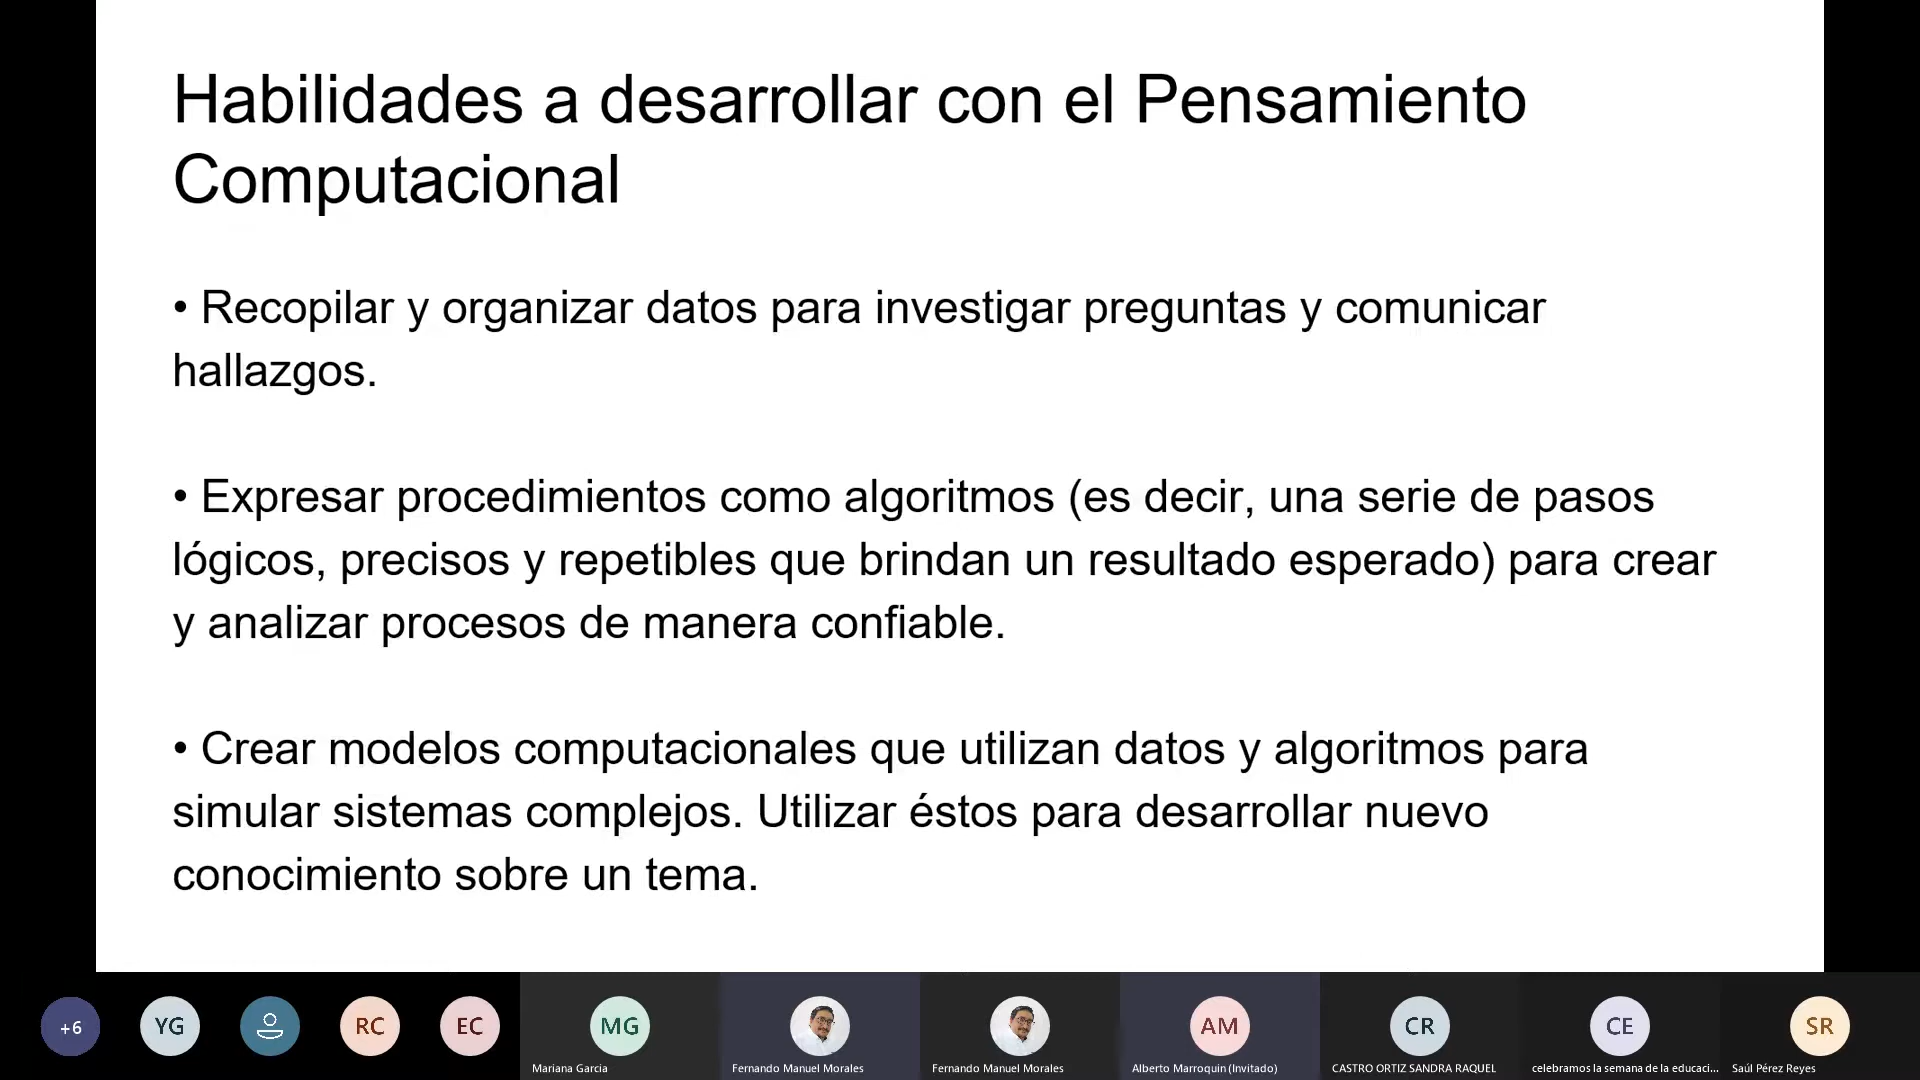 Habilidades a desarrollar con el Pensamiento
Computacional
• Recopilar y organizar datos para investigar preguntas y comunicar
hallazgos.
• Expresar procedimientos como algoritmos (es decir, una serie de pasos
lógicos, precisos y repetibles que brindan un resultado esperado) para crear
y analizar procesos de manera confiable.
• Crear modelos computacionales que utilizan datos y algoritmos para
simular sistemas complejos. Utilizar éstos para desarrollar nuevo
conocimiento sobre un tema.
+6
YG
RC
EC
MG
AM
CR
CE
SR
Mariana Garcia
Fernando Manuel Morales
Fernando Manuel Morales
Alberto Marroquin (Invitado)
CASTRO ORTIZ SANDRA RAQUEL
celebramos la semana de la educaci...
Saúl Pérez Reyes